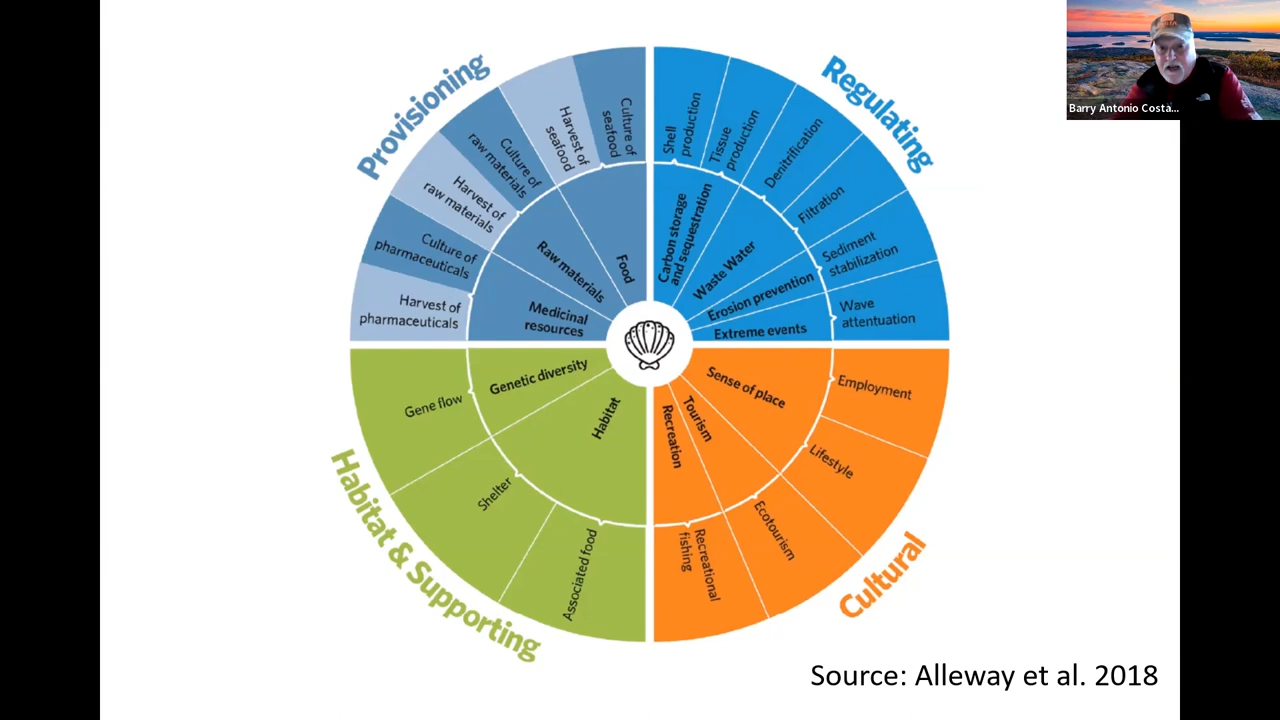 Provisioning
Culture of
seafood
Harvest of
seafood
Culture of
raw materials
Harvest of
raw materials
Culture of
pharmaceuticals
Harvest of
pharmaceuticals
Food
Raw materials
Medicinal
resources
Regulating
Shell
production
Tissue
production
Denitrification
Filtration
Sediment
stabilization
Wave
attentuation
Carbon storage
and sequestration
Waste Water
Erosion prevention
Extreme events
Habitat & Supporting
Genetic diversity
Habitat
Gene flow
Shelter
Associated food
Cultural
Sense of place
Tourism
Recreation
Employment
Lifestyle
Ecotourism
Recreational
fishing
Source: Alleway et al. 2018
Barry Antonio Costa...